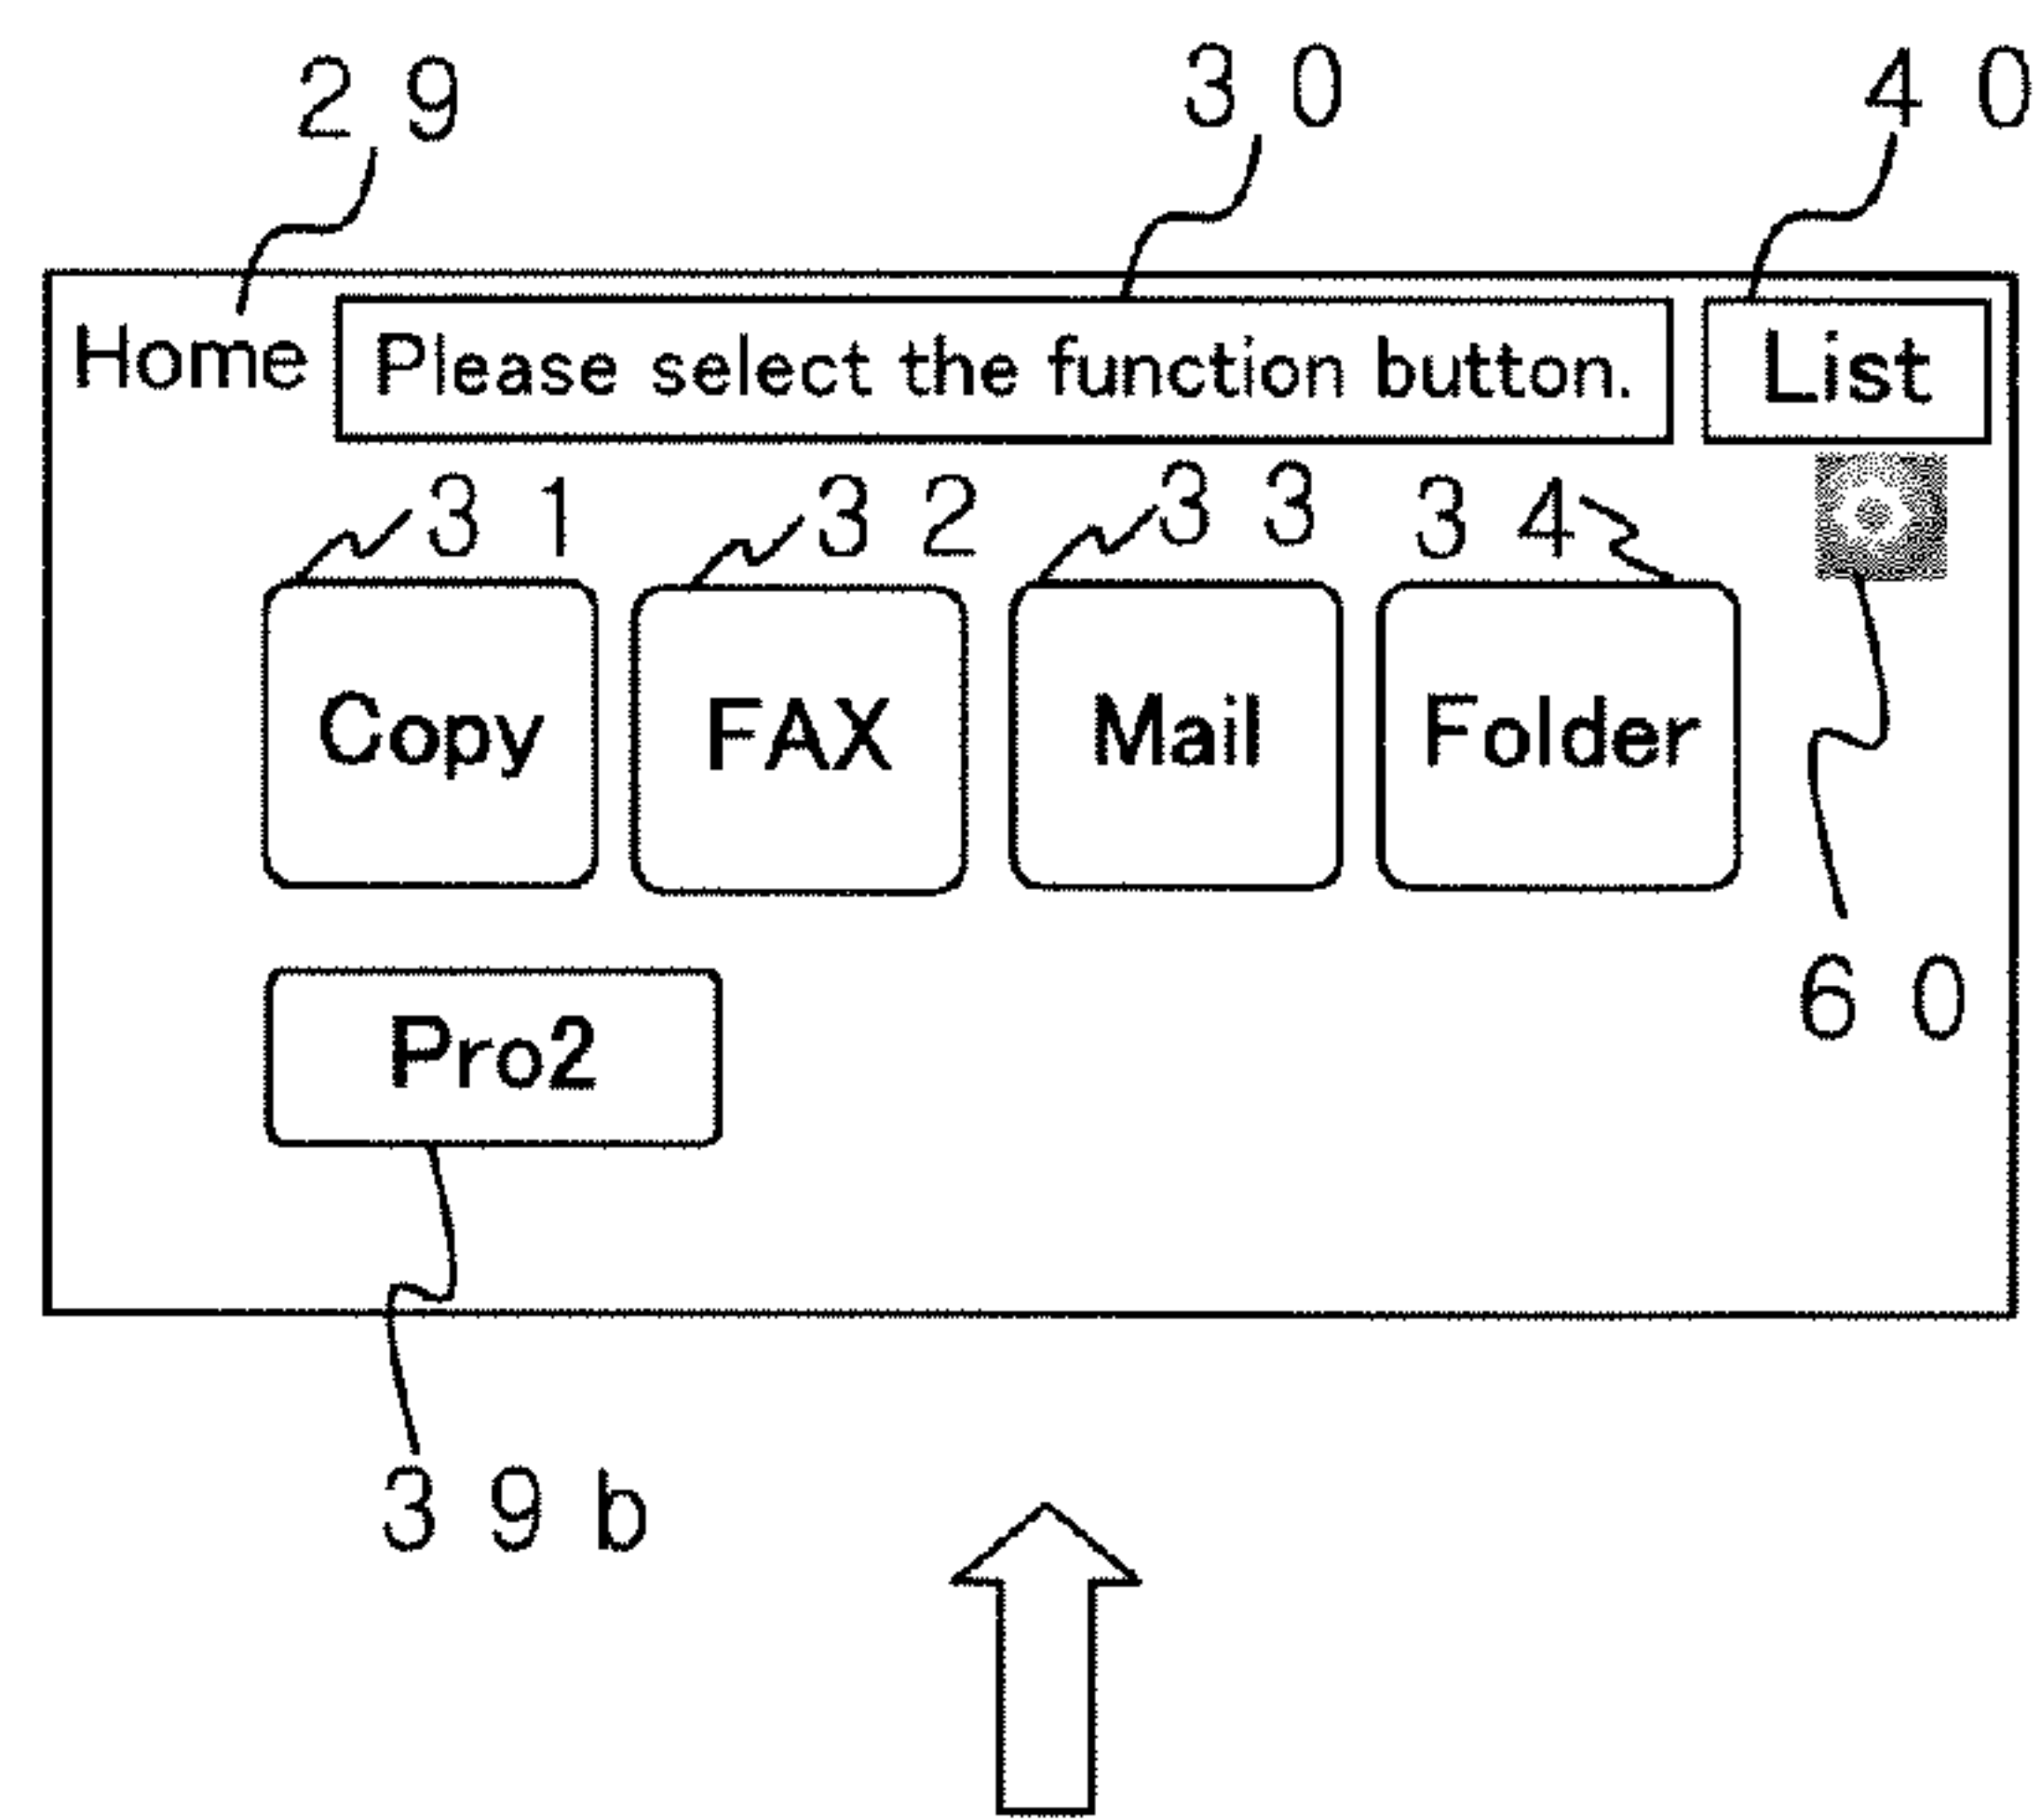 29 30 40
Home Please select the function button. List
31 32 33 34
Copy FAX Mail Folder
60
Pro2
39b